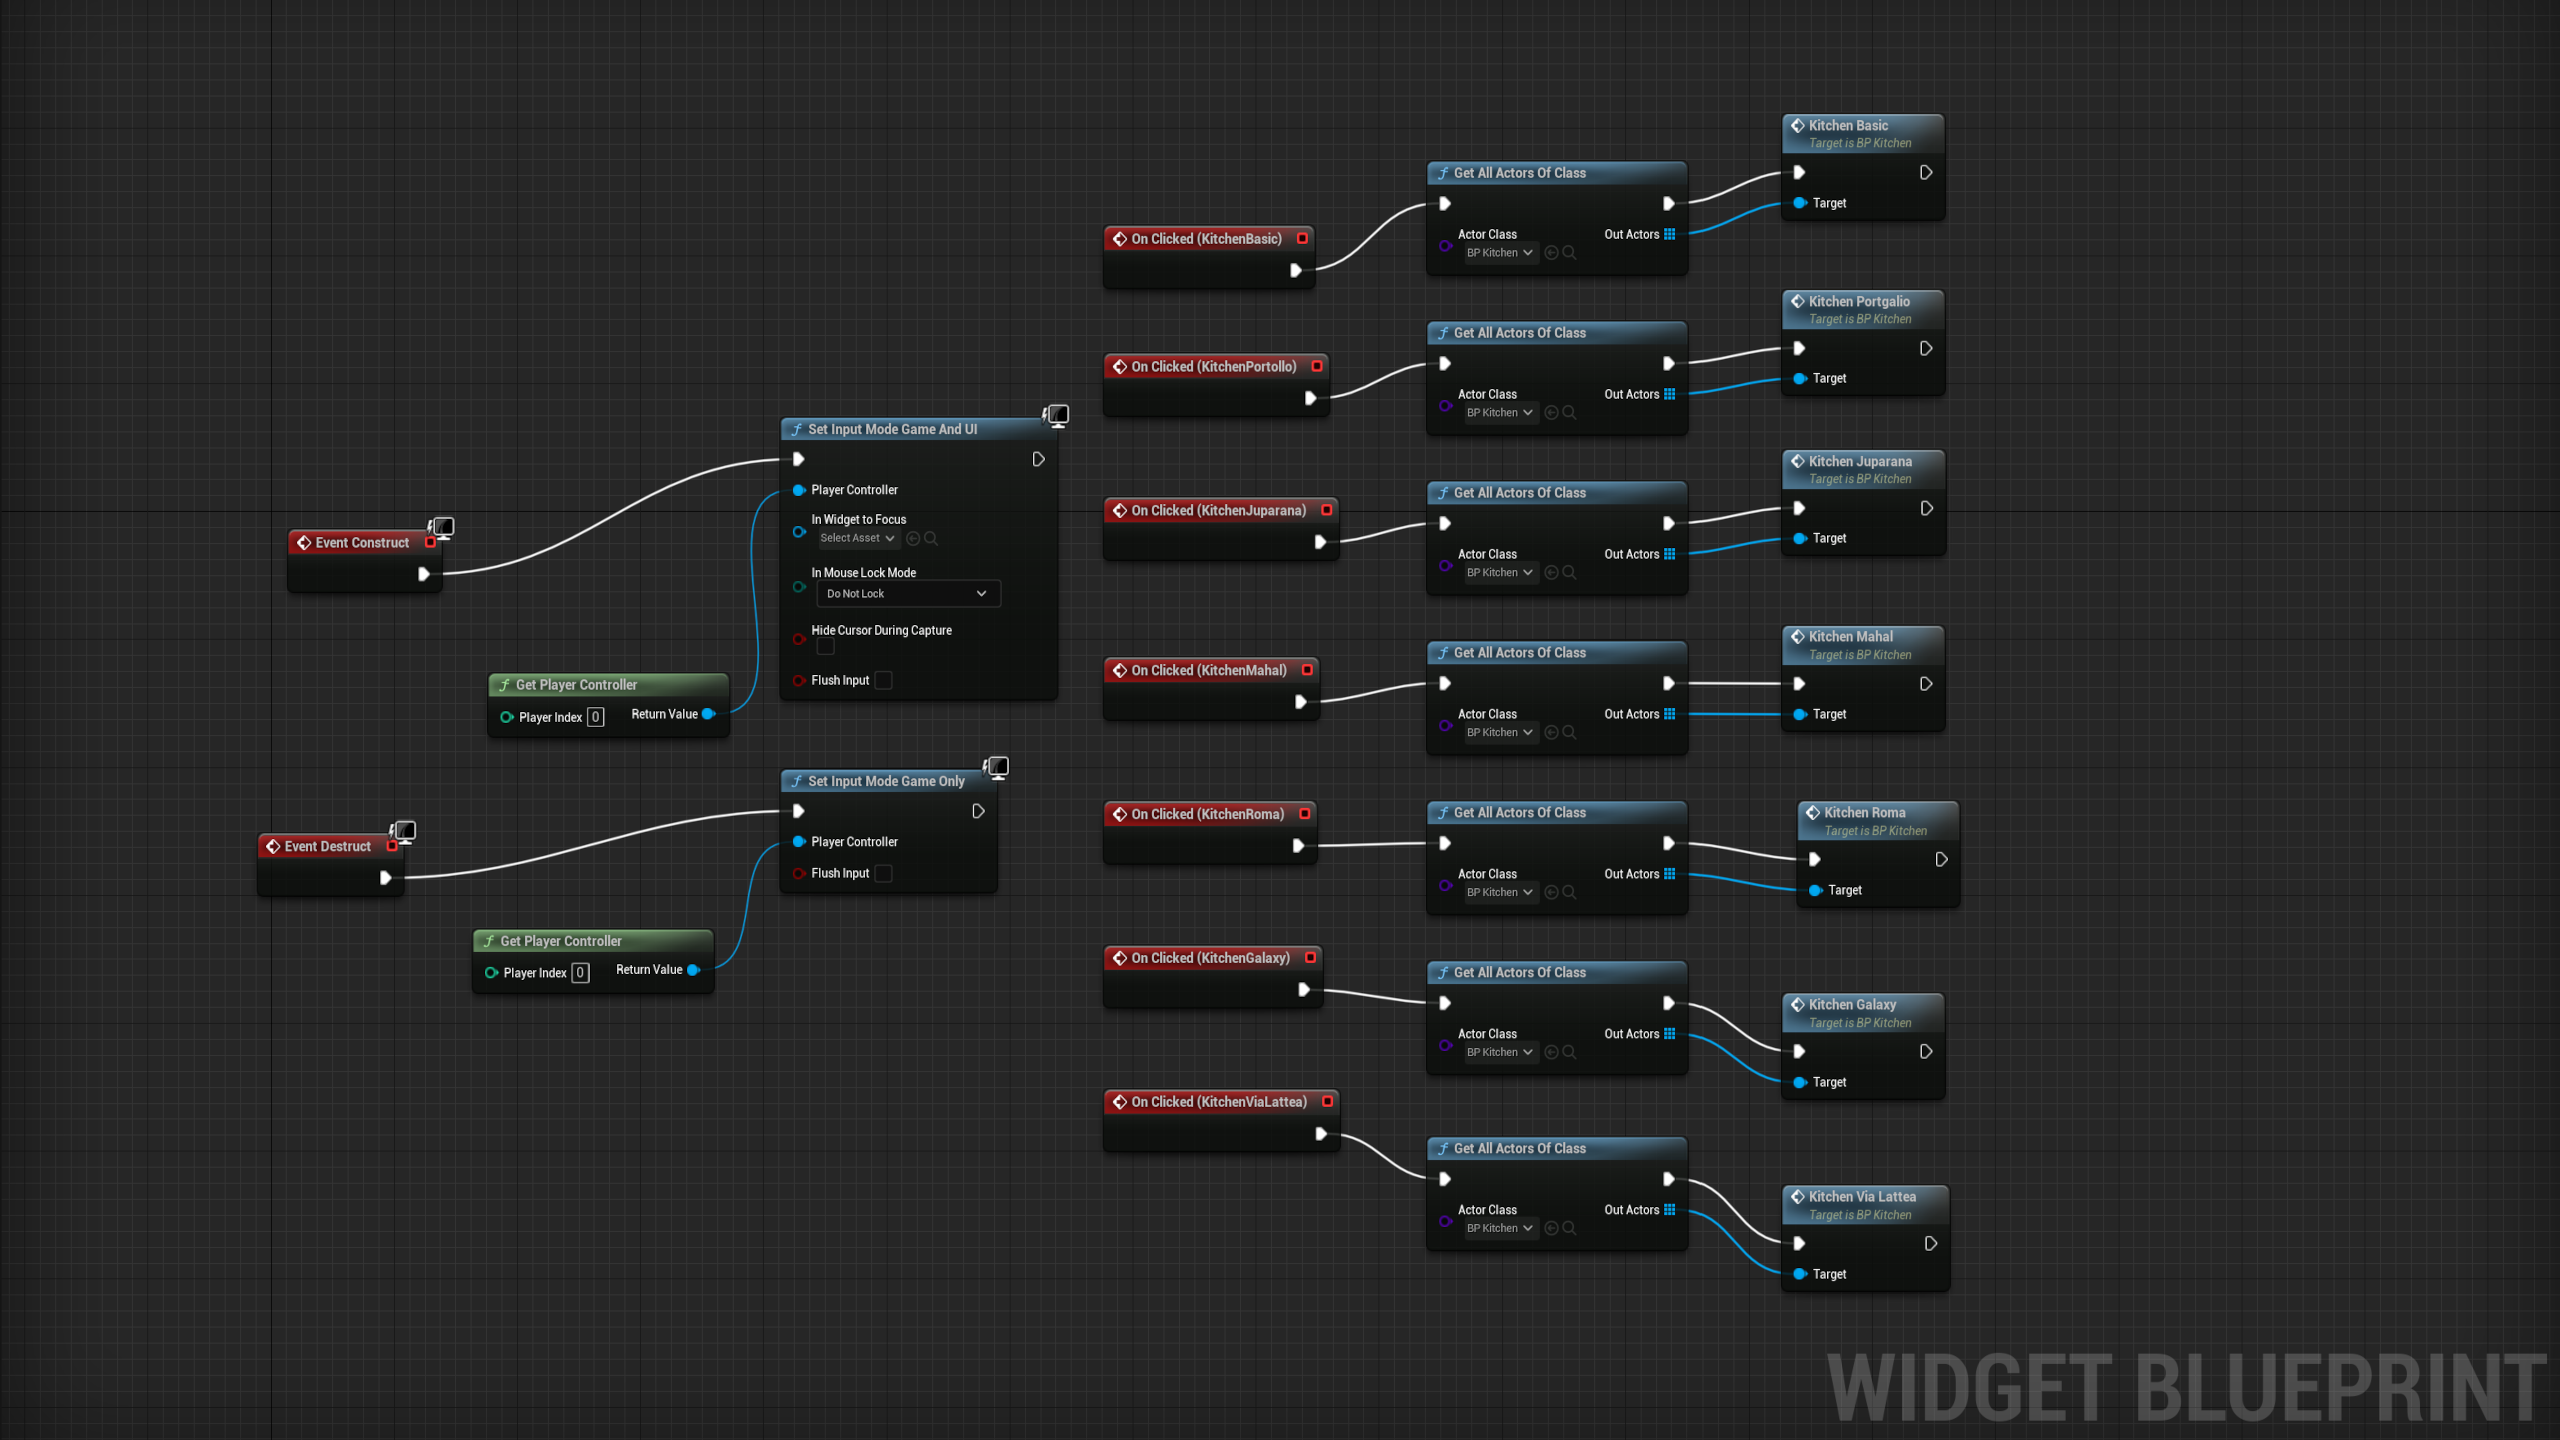 Event Construct
Set Input Mode Game And UI
Player Controller
In Widget to Focus
Select Asset
In Mouse Lock Mode
Do Not Lock
Hide Cursor During Capture
Flush Input
Get Player Controller
Player Index 0
Return Value
Event Destruct
Set Input Mode Game Only
Player Controller
Flush Input
Get Player Controller
Player Index 0
Return Value
On Clicked (KitchenBasic)
Get All Actors Of Class
Actor Class
Out Actors
BP Kitchen
Kitchen Basic
Target is BP Kitchen
Target
On Clicked (KitchenPortollo)
Get All Actors Of Class
Actor Class
Out Actors
BP Kitchen
Kitchen Portgalio
Target is BP Kitchen
Target
On Clicked (KitchenJuparana)
Get All Actors Of Class
Actor Class
Out Actors
BP Kitchen
Kitchen Juparana
Target is BP Kitchen
Target
On Clicked (KitchenMahal)
Get All Actors Of Class
Actor Class
Out Actors
BP Kitchen
Kitchen Mahal
Target is BP Kitchen
Target
On Clicked (KitchenRoma)
Get All Actors Of Class
Actor Class
Out Actors
BP Kitchen
Kitchen Roma
Target is BP Kitchen
Target
On Clicked (KitchenGalaxy)
Get All Actors Of Class
Actor Class
Out Actors
BP Kitchen
Kitchen Galaxy
Target is BP Kitchen
Target
On Clicked (KitchenViaLattea)
Get All Actors Of Class
Actor Class
Out Actors
BP Kitchen
Kitchen Via Lattea
Target is BP Kitchen
Target
WIDGET BLUEPRINT